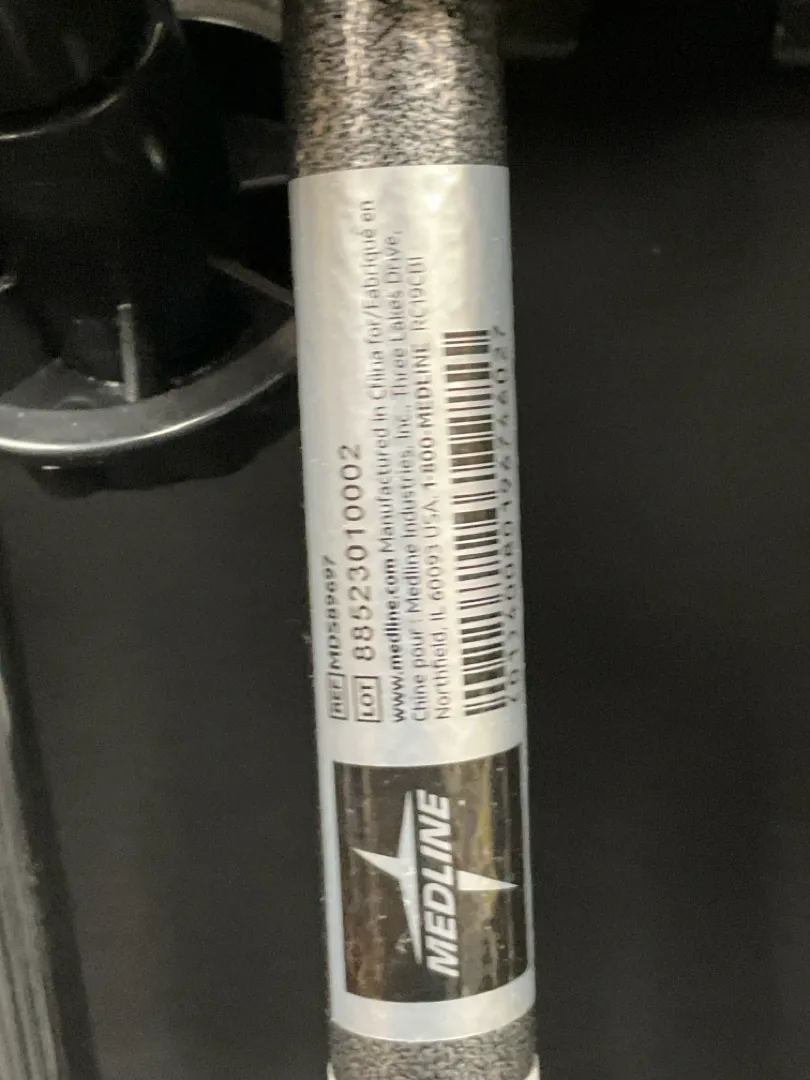 REF MDS89697
LOT 88523010002
www.medline.com Manufactured in China for/Fabriqué en
Chine pour : Medline Industries, Inc., Three Lakes Drive,
Northfield, IL 60093 USA. 1-800-MEDLINE RC19CBI
MEDLINE